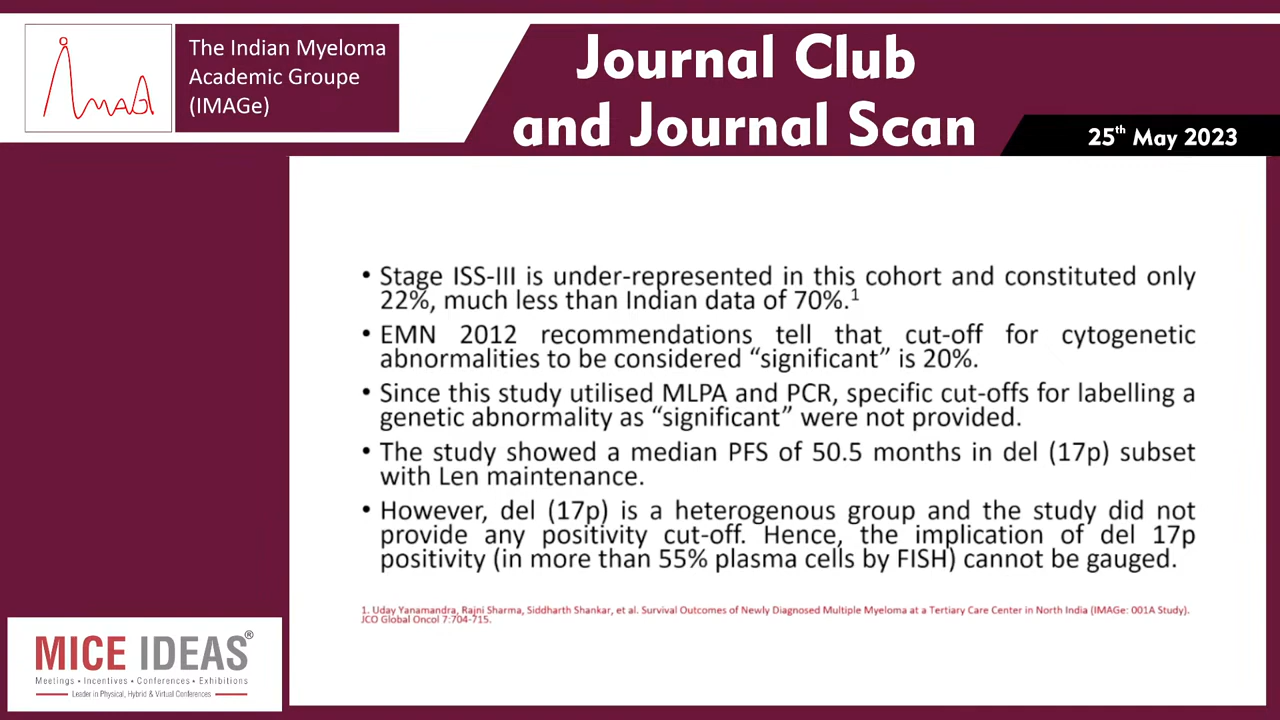 The Indian Myeloma
Academic Groupe
(IMAGe)
Journal Club
and Journal Scan
25th May 2023
• Stage ISS-III is under-represented in this cohort and constituted only
22%, much less than Indian data of 70%.1
• EMN 2012 recommendations tell that cut-off for cytogenetic
abnormalities to be considered “significant” is 20%.
• Since this study utilised MLPA and PCR, specific cut-offs for labelling a
genetic abnormality as “significant” were not provided.
• The study showed a median PFS of 50.5 months in del (17p) subset
with Len maintenance.
• However, del (17p) is a heterogenous group and the study did not
provide any positivity cut-off. Hence, the implication of del 17p
positivity (in more than 55% plasma cells by FISH) cannot be gauged.
1. Uday Yanamandra, Rajni Sharma, Siddharth Shankar, et al. Survival Outcomes of Newly Diagnosed Multiple Myeloma at a Tertiary Care Center in North India (IMAGe: 001A Study).
JCO Global Oncol 7:704-715.
MICE IDEAS®
Meetings • Incentives • Conferences • Exhibitions
Leader in Physical, Hybrid & Virtual Conferences